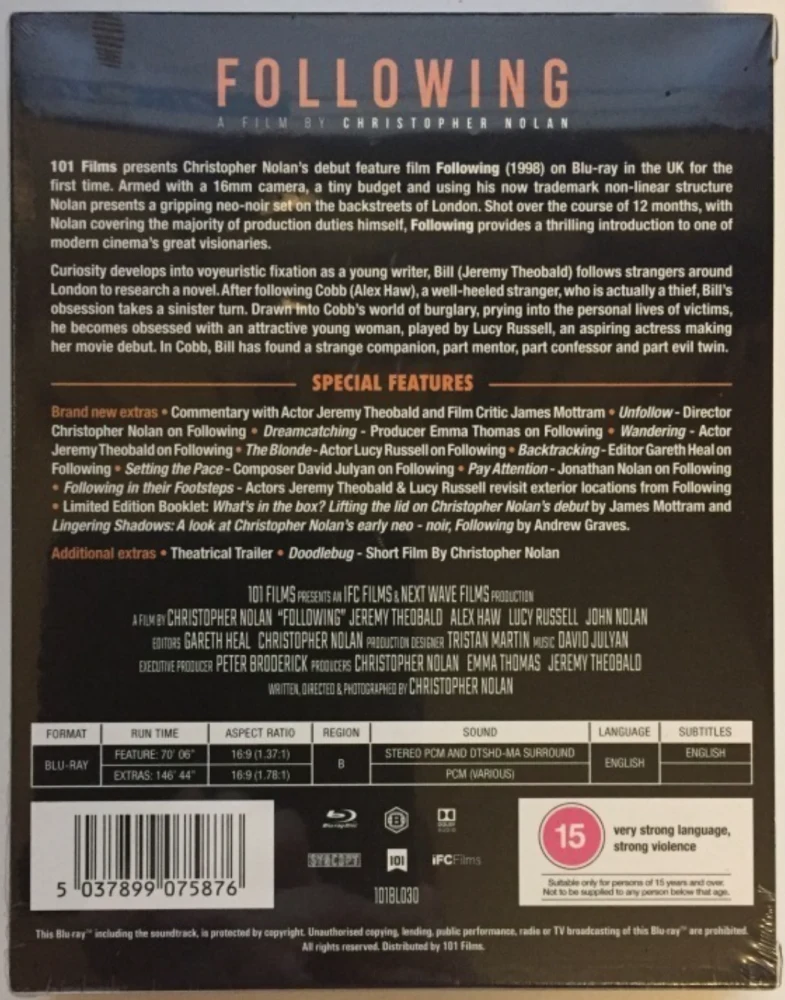 FOLLOWING
A FILM BY CHRISTOPHER NOLAN
101 Films presents Christopher Nolan's debut feature film Following (1998) on Blu-ray in the UK for the
first time. Armed with a 16mm camera, a tiny budget and using his now trademark non-linear structure
Nolan presents a gripping neo-noir set on the backstreets of London. Shot over the course of 12 months, with
Nolan covering the majority of production duties himself, Following provides a thrilling introduction to one of
modern cinema's great visionaries.
Curiosity develops into voyeuristic fixation as a young writer, Bill (Jeremy Theobald) follows strangers around
London to research a novel. After following Cobb (Alex Haw), a well-heeled stranger, who is actually a thief, Bill's
obsession takes a sinister turn. Drawn into Cobb's world of burglary, prying into the personal lives of victims,
he becomes obsessed with an attractive young woman, played by Lucy Russell, an aspiring actress making
her movie debut. In Cobb, Bill has found a strange companion, part mentor, part confessor and part evil twin.
SPECIAL FEATURES
Brand new extras • Commentary with Actor Jeremy Theobald and Film Critic James Mottram • Unfollow - Director
Christopher Nolan on Following • Dreamcatching - Producer Emma Thomas on Following • Wandering - Actor
Jeremy Theobald on Following • The Blonde - Actor Lucy Russell on Following • Backtracking - Editor Gareth Heal on
Following • Setting the Pace - Composer David Julyan on Following • Pay Attention - Jonathan Nolan on Following
• Following in their Footsteps - Actors Jeremy Theobald & Lucy Russell revisit exterior locations from Following
• Limited Edition Booklet: What's in the box? Lifting the lid on Christopher Nolan's debut by James Mottram and
Lingering Shadows: A look at Christopher Nolan's early neo - noir, Following by Andrew Graves.
Additional extras • Theatrical Trailer • Doodlebug - Short Film By Christopher Nolan
101 FILMS PRESENTS AN IFC FILMS & NEXT WAVE FILMS PRODUCTION
A FILM BY CHRISTOPHER NOLAN "FOLLOWING" JEREMY THEOBALD ALEX HAW LUCY RUSSELL JOHN NOLAN
EDITORS GARETH HEAL CHRISTOPHER NOLAN PRODUCTION DESIGNER TRISTAN MARTIN MUSIC DAVID JULYAN
EXECUTIVE PRODUCER PETER BRODERICK PRODUCERS CHRISTOPHER NOLAN EMMA THOMAS JEREMY THEOBALD
WRITTEN, DIRECTED & PHOTOGRAPHED BY CHRISTOPHER NOLAN
FORMAT RUN TIME ASPECT RATIO REGION SOUND LANGUAGE SUBTITLES
BLU-RAY FEATURE: 70' 06" 16:9 (1.37:1) B STEREO PCM AND DTSHD-MA SURROUND ENGLISH ENGLISH
EXTRAS: 146' 44" 16:9 (1.78:1) PCM (VARIOUS)
Blu-ray Disc B DOLBY
101 IFCFilms
101BL030
5 037899 075876
15 very strong language,
strong violence
Suitable only for persons of 15 years and over.
Not to be supplied to any person below that age.
This Blu-ray™ including the soundtrack, is protected by copyright. Unauthorised copying, lending, public performance, radio or TV broadcasting of this Blu-ray™ are prohibited.
All rights reserved. Distributed by 101 Films.